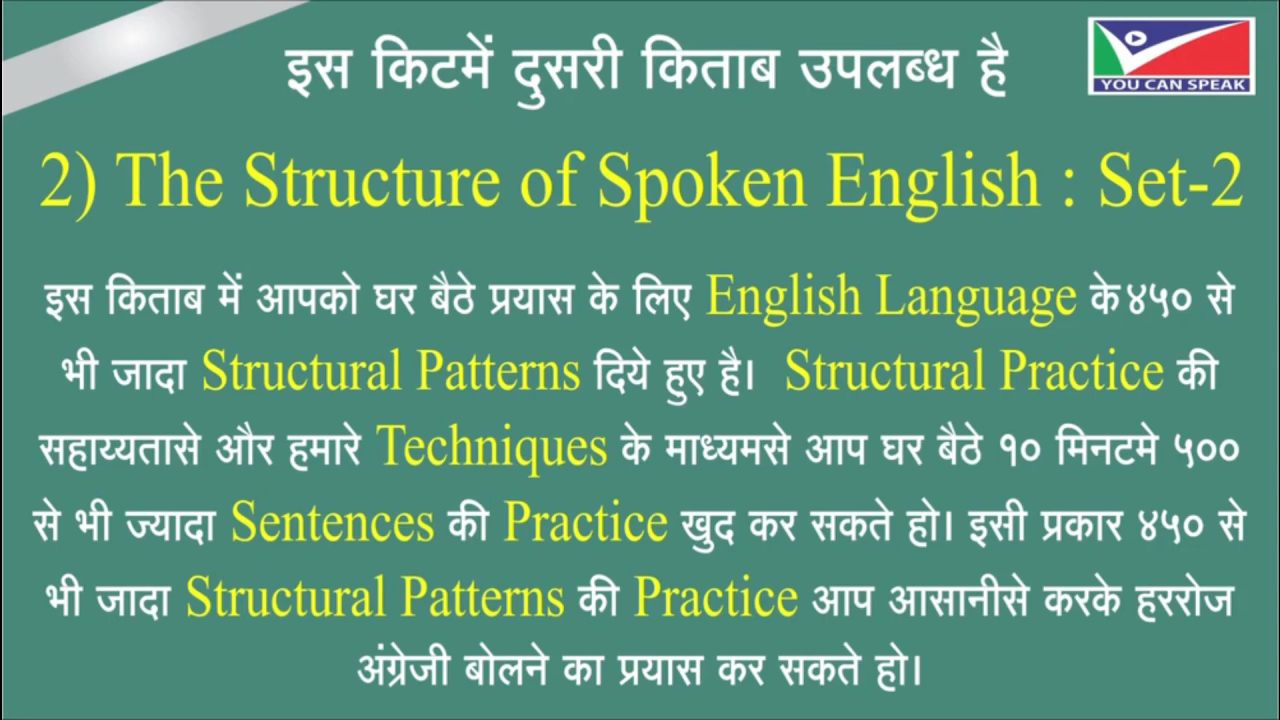 इस किटमें दुसरी किताब उपलब्ध है
YOU CAN SPEAK
2) The Structure of Spoken English : Set-2
इस किताब में आपको घर बैठे प्रयास के लिए English Language के४५० से
भी जादा Structural Patterns दिये हुए है। Structural Practice की
सहाय्यतासे और हमारे Techniques के माध्यमसे आप घर बैठे १० मिनटमे ५००
से भी ज्यादा Sentences की Practice खुद कर सकते हो। इसी प्रकार ४५० से
भी जादा Structural Patterns की Practice आप आसानीसे करके हररोज
अंग्रेजी बोलने का प्रयास कर सकते हो।